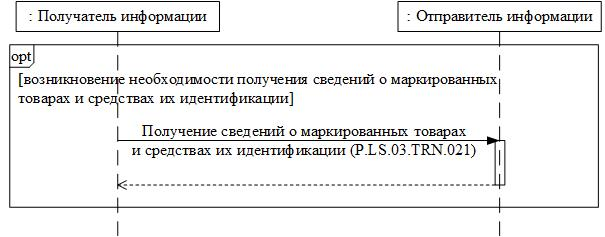 : Получатель информации
: Отправитель информации
opt
[возникновение необходимости получения сведений о маркированных
товарах и средствах их идентификации]
Получение сведений о маркированных товарах
и средствах их идентификации (P.LS.03.TRN.021)